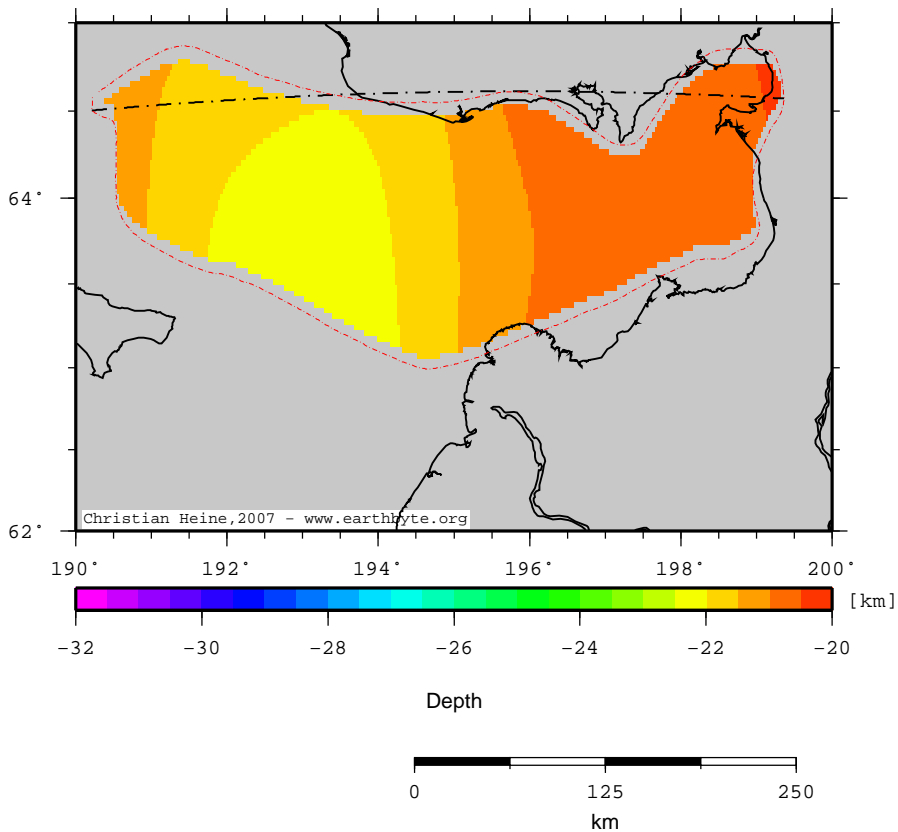 64˚
62˚
Christian Heine,2007 - www.earthbyte.org
190˚ 192˚ 194˚ 196˚ 198˚ 200˚
[km]
−32 −30 −28 −26 −24 −22 −20
Depth
0 125 250
km